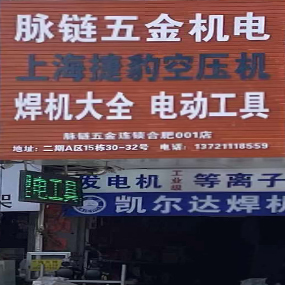 脉链五金机电
上海捷豹空压机
焊机大全 电动工具
脉链五金连锁合肥001店
地址：二期A区15栋30-32号 电话：13721118559
发电机 工业级 等离子
电工具
凯尔达焊机